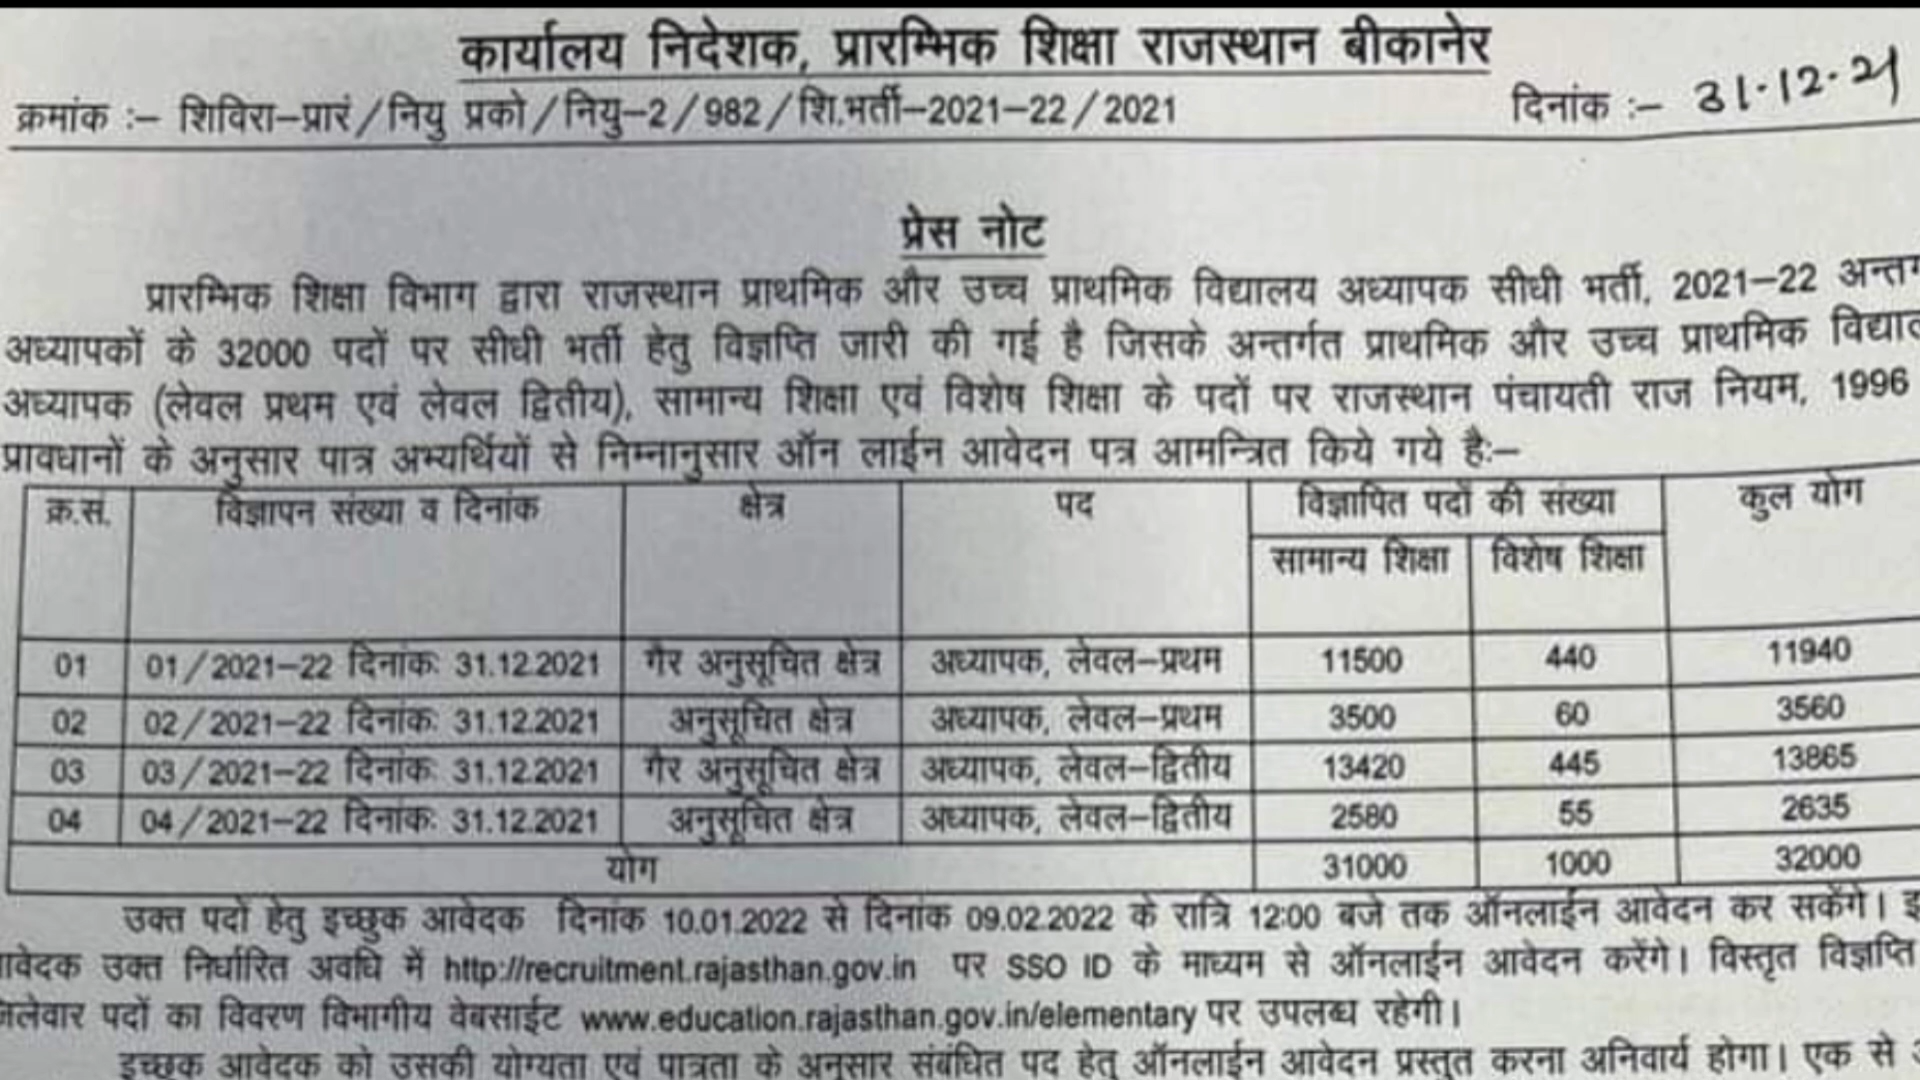 कार्यालय निदेशक, प्रारम्भिक शिक्षा राजस्थान बीकानेर
क्रमांक :– शिविरा–प्रारं/नियु प्रको/नियु–2/982/शि.भर्ती–2021–22/2021 दिनांक :– 31.12.21
प्रेस नोट
प्रारम्भिक शिक्षा विभाग द्वारा राजस्थान प्राथमिक और उच्च प्राथमिक विद्यालय अध्यापक सीधी भर्ती, 2021–22
अध्यापकों के 32000 पदों पर सीधी भर्ती हेतु विज्ञप्ति जारी की गई है जिसके अन्तर्गत प्राथमिक और उच्च प्राथमिक
अध्यापक (लेवल प्रथम एवं लेवल द्वितीय), सामान्य शिक्षा एवं विशेष शिक्षा के पदों पर राजस्थान पंचायती राज नियम, 1996
प्रावधानों के अनुसार पात्र अभ्यर्थियों से निम्नानुसार ऑन लाईन आवेदन पत्र आमन्त्रित किये गये है:–
क्र.सं. विज्ञापन संख्या व दिनांक क्षेत्र पद विज्ञापित पदों की संख्या कुल योग
सामान्य शिक्षा विशेष शिक्षा
01 01/2021–22 दिनांक: 31.12.2021 गैर अनुसूचित क्षेत्र अध्यापक, लेवल–प्रथम 11500 440 11940
02 02/2021–22 दिनांक: 31.12.2021 अनुसूचित क्षेत्र अध्यापक, लेवल–प्रथम 3500 60 3560
03 03/2021–22 दिनांक: 31.12.2021 गैर अनुसूचित क्षेत्र अध्यापक, लेवल–द्वितीय 13420 445 13865
04 04/2021–22 दिनांक: 31.12.2021 अनुसूचित क्षेत्र अध्यापक, लेवल–द्वितीय 2580 55 2635
योग 31000 1000 32000
उक्त पदों हेतु इच्छुक आवेदक दिनांक 10.01.2022 से दिनांक 09.02.2022 के रात्रि 12:00 बजे तक ऑनलाईन आवेदन कर सकेंगे।
उक्त निर्धारित अवधि में http://recruitment.rajasthan.gov.in पर SSO ID के माध्यम से ऑनलाईन आवेदन करेंगे। विस्तृत विज्ञप्ति
पदों का विवरण विभागीय वेबसाईट www.education.rajasthan.gov.in/elementary पर उपलब्ध रहेगी।
इच्छुक आवेदक को उसकी योग्यता एवं पात्रता के अनुसार संबंधित पद हेतु ऑनलाईन आवेदन प्रस्तुत करना अनिवार्य होगा। एक से